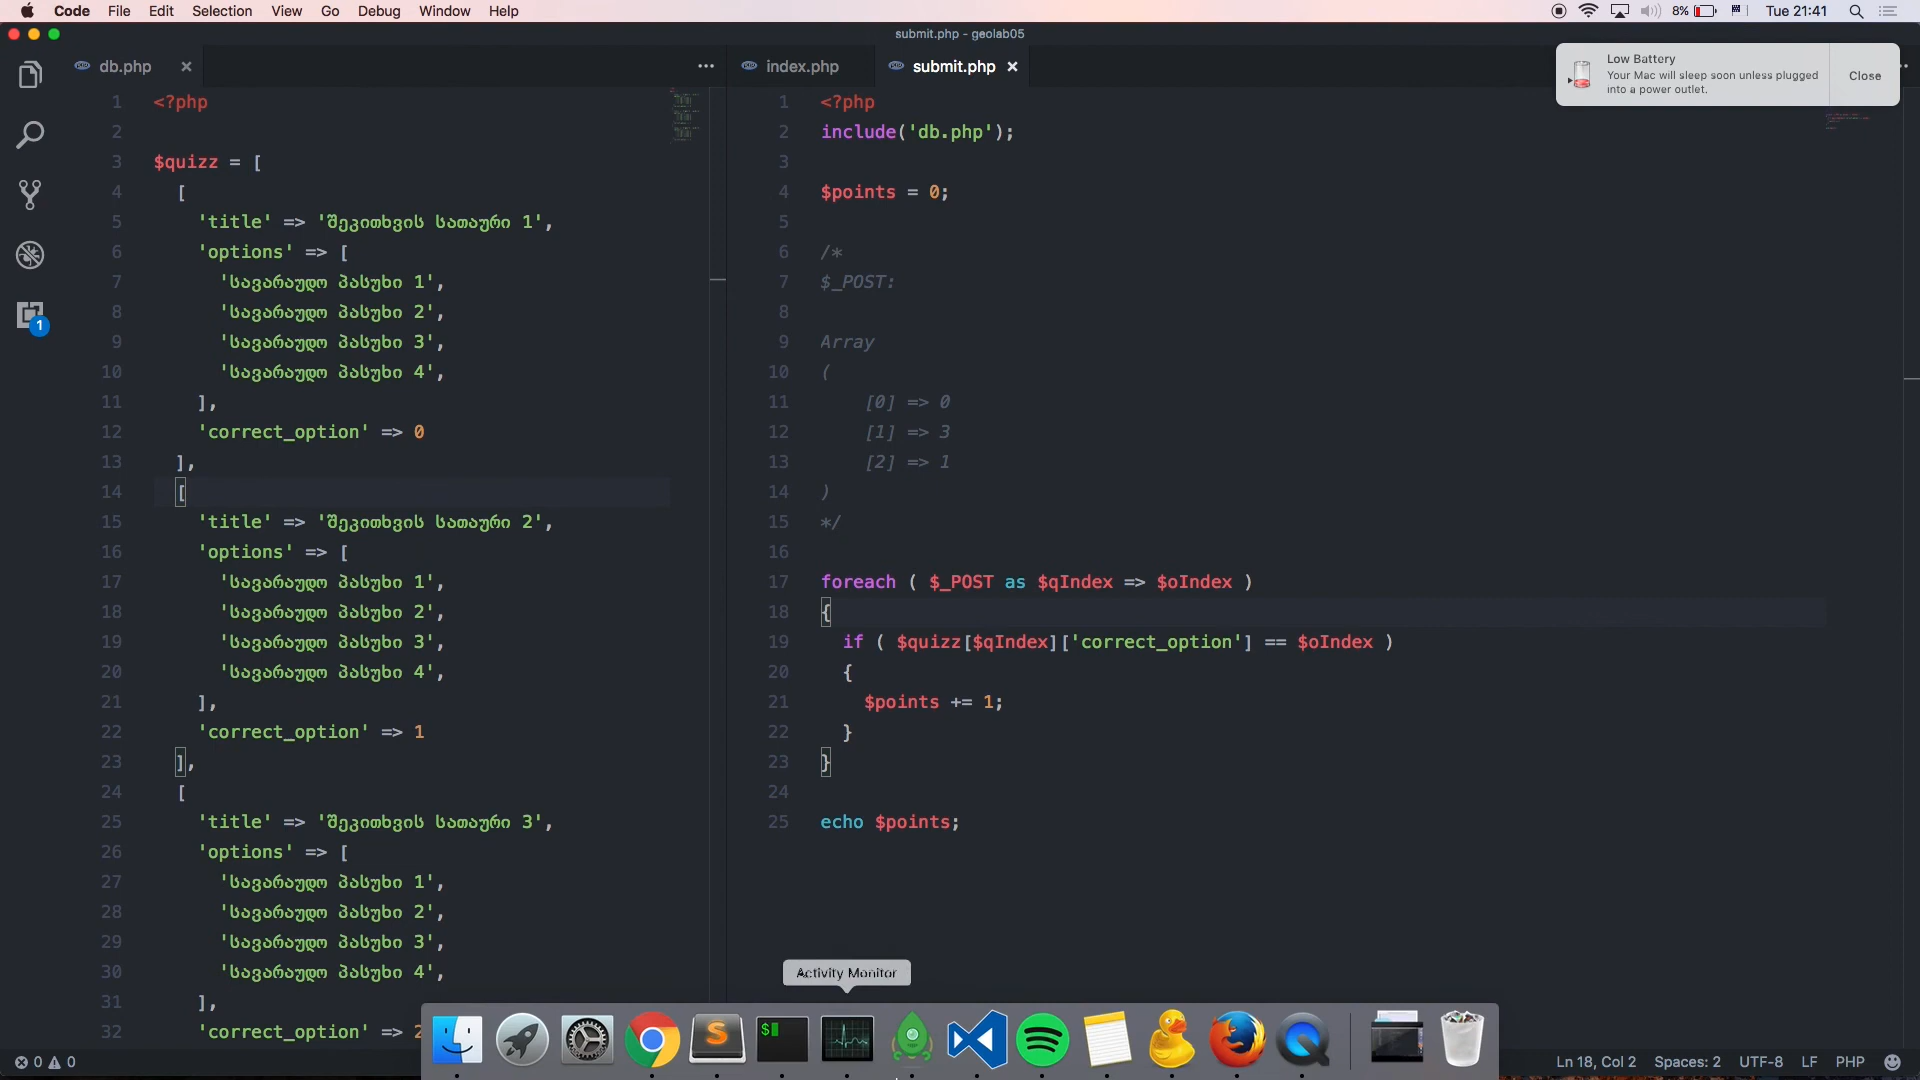 Code File Edit Selection View Go Debug Window Help 8% Tue 21:41
submit.php - geolab05
db.php
index.php submit.php
Low Battery
Your Mac will sleep soon unless plugged
into a power outlet.
Close
1 <?php
2
3 $quizz = [
4 [
5 'title' => 'შეკითხვის სათაური 1',
6 'options' => [
7 'სავარაუდო პასუხი 1',
8 'სავარაუდო პასუხი 2',
9 'სავარაუდო პასუხი 3',
10 'სავარაუდო პასუხი 4',
11 ],
12 'correct_option' => 0
13 ],
14 [
15 'title' => 'შეკითხვის სათაური 2',
16 'options' => [
17 'სავარაუდო პასუხი 1',
18 'სავარაუდო პასუხი 2',
19 'სავარაუდო პასუხი 3',
20 'სავარაუდო პასუხი 4',
21 ],
22 'correct_option' => 1
23 ],
24 [
25 'title' => 'შეკითხვის სათაური 3',
26 'options' => [
27 'სავარაუდო პასუხი 1',
28 'სავარაუდო პასუხი 2',
29 'სავარაუდო პასუხი 3',
30 'სავარაუდო პასუხი 4',
31 ],
32 'correct_option' => 2
1 <?php
2 include('db.php');
3
4 $points = 0;
5
6 /*
7 $_POST:
8
9 Array
10 (
11 [0] => 0
12 [1] => 3
13 [2] => 1
14 )
15 */
16
17 foreach ( $_POST as $qIndex => $oIndex )
18 {
19 if ( $quizz[$qIndex]['correct_option'] == $oIndex )
20 {
21 $points += 1;
22 }
23 }
24
25 echo $points;
1
Activity Monitor
0 0
Ln 18, Col 2 Spaces: 2 UTF-8 LF PHP